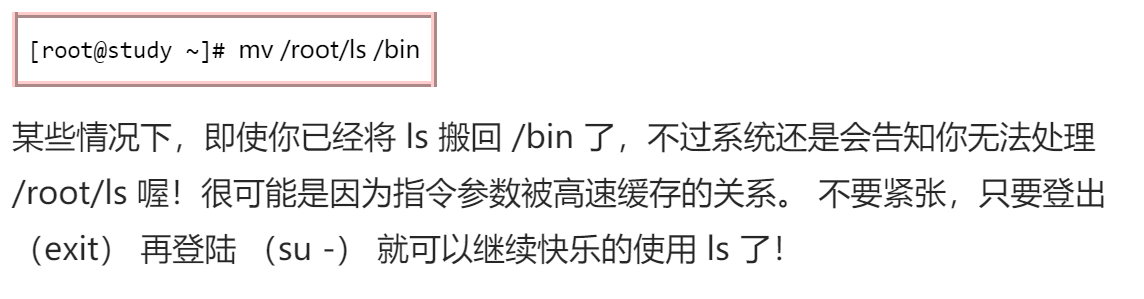 [root@study ~]# mv /root/ls /bin
某些情况下，即使你已经将 ls 搬回 /bin 了，不过系统还是会告知你无法处理
/root/ls 喔！很可能是因为指令参数被高速缓存的关系。 不要紧张，只要登出
（exit） 再登陆 （su -） 就可以继续快乐的使用 ls 了！